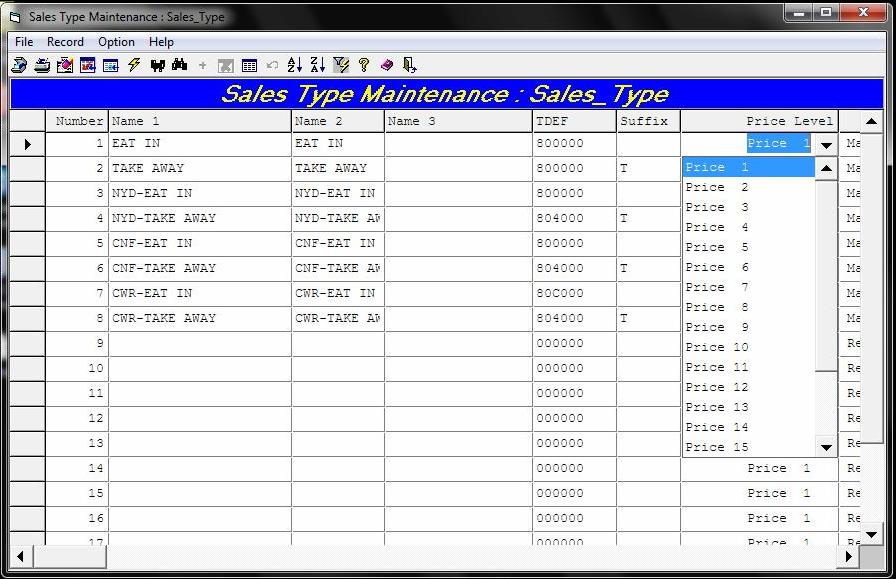 Sales Type Maintenance : Sales_Type
File Record Option Help
Sales Type Maintenance : Sales_Type
Number Name 1 Name 2 Name 3 TDEF Suffix Price Level
1 EAT IN EAT IN 800000 Price 1 Ma
2 TAKE AWAY TAKE AWAY 800000 T Price 1 Ma
Price 2
3 NYD-EAT IN NYD-EAT IN 800000 Price 3 Ma
4 NYD-TAKE AWAY NYD-TAKE AW 804000 T Price 4 Ma
5 CNF-EAT IN CNF-EAT IN 800000 Price 5 Ma
6 CNF-TAKE AWAY CNF-TAKE AW 804000 T Price 6 Ma
7 CWR-EAT IN CWR-EAT IN 80C000 Price 7 Ma
Price 8
8 CWR-TAKE AWAY CWR-TAKE AW 804000 T Price 9 Ma
9 000000 Price 10 Re
10 000000 Price 11 Re
11 000000 Price 12 Re
12 000000 Price 13 Re
Price 14
13 000000 Price 15 Re
14 000000 Price 1 Re
15 000000 Price 1 Re
16 000000 Price 1 Re
17 000000 Price 1 Re